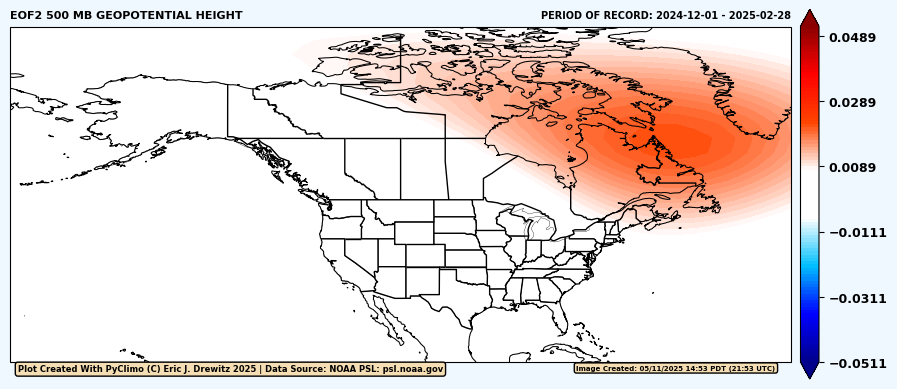 EOF2 500 MB GEOPOTENTIAL HEIGHT
PERIOD OF RECORD: 2024-12-01 - 2025-02-28
0.0489
0.0289
0.0089
−0.0111
−0.0311
−0.0511
Plot Created With PyClimo (C) Eric J. Drewitz 2025 | Data Source: NOAA PSL: psl.noaa.gov
Image Created: 05/11/2025 14:53 PDT (21:53 UTC)